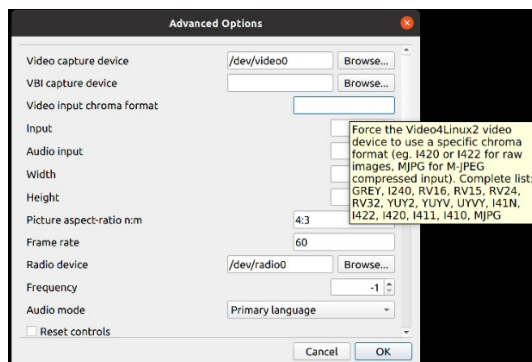 Advanced Options
Video capture device /dev/video0 Browse...
VBI capture device Browse...
Video input chroma format
Input
Audio input
Width
Height
Picture aspect-ratio n:m 4:3
Frame rate 60
Radio device /dev/radio0 Browse...
Frequency -1
Audio mode Primary language
Reset controls
Cancel OK
Force the Video4Linux2 video
device to use a specific chroma
format (eg. I420 or I422 for raw
images, MJPG for M-JPEG
compressed input). Complete list:
GREY, I240, RV16, RV15, RV24,
RV32, YUY2, YUYV, UYVY, I41N,
I422, I420, I411, I410, MJPG